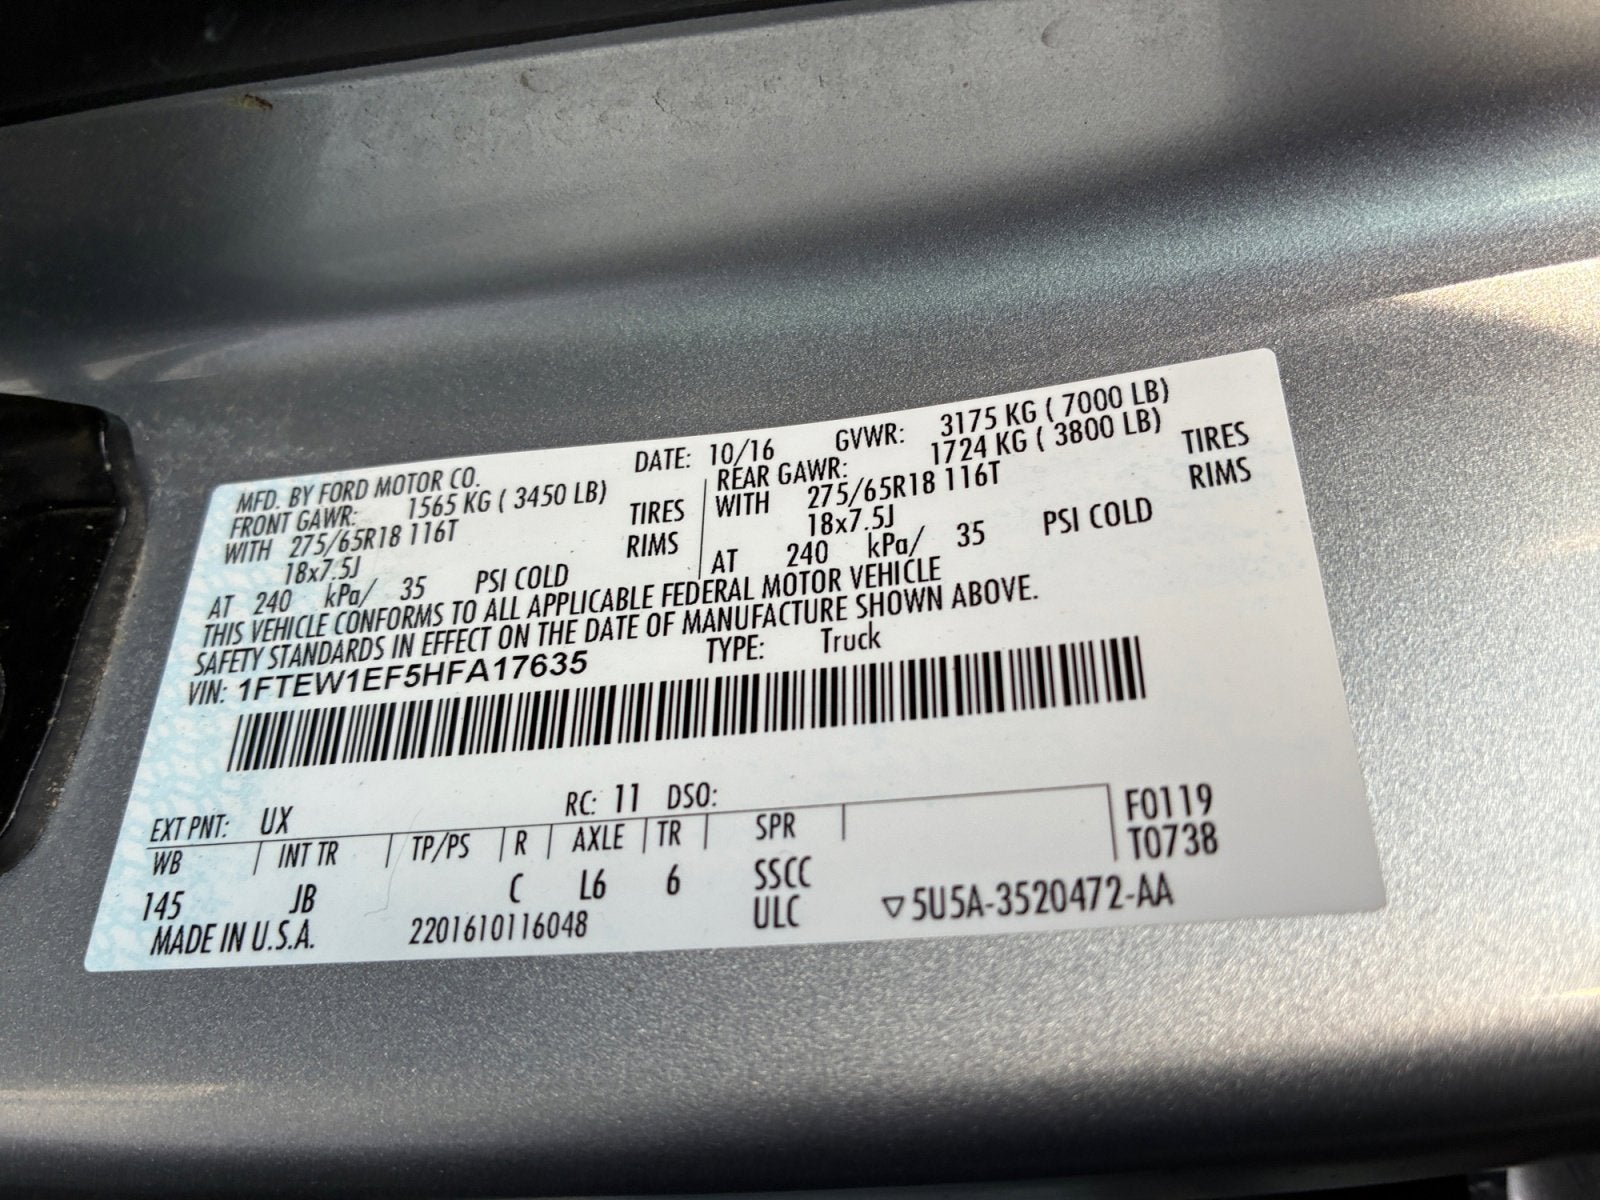 MFD. BY FORD MOTOR CO. DATE: 10/16 GVWR: 3175 KG ( 7000 LB)
FRONT GAWR: 1565 KG ( 3450 LB) REAR GAWR: 1724 KG ( 3800 LB)
WITH 275/65R18 116T TIRES WITH 275/65R18 116T TIRES
18x7.5J RIMS 18x7.5J RIMS
AT 240 kPa/ 35 PSI COLD AT 240 kPa/ 35 PSI COLD
THIS VEHICLE CONFORMS TO ALL APPLICABLE FEDERAL MOTOR VEHICLE
SAFETY STANDARDS IN EFFECT ON THE DATE OF MANUFACTURE SHOWN ABOVE.
VIN: 1FTEW1EF5HFA17635 TYPE: Truck
EXT PNT: UX RC: 11 DSO: F0119
WB INT TR TP/PS R AXLE TR SPR T0738
145 JB C L6 6 SSCC
ULC ▽5U5A-3520472-AA
MADE IN U.S.A. 2201610116048